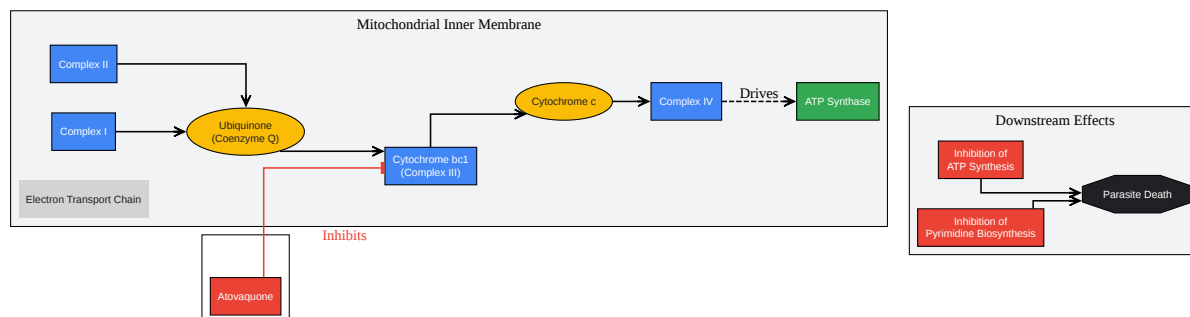 Mitochondrial Inner Membrane
Complex II
Complex I
Ubiquinone
(Coenzyme Q)
Cytochrome bc1
(Complex III)
Cytochrome c
Complex IV
Drives
ATP Synthase
Electron Transport Chain
Inhibits
Atovaquone
Downstream Effects
Inhibition of
ATP Synthesis
Inhibition of
Pyrimidine Biosynthesis
Parasite Death